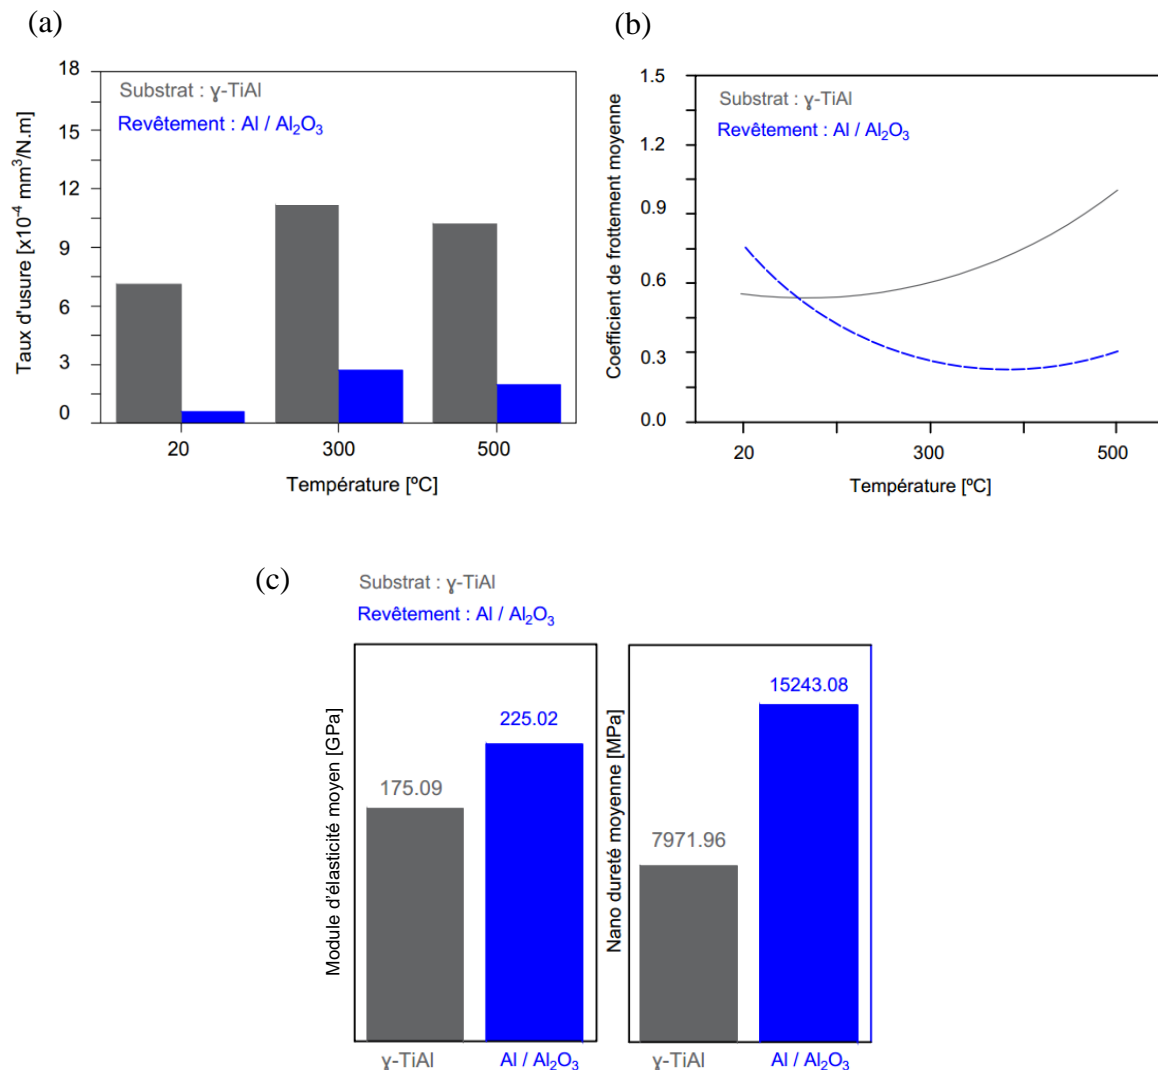 (a)
18
15
12
9
6
3
0
Taux d'usure [x10⁻⁴ mm³/N.m]
Substrat : ɣ-TiAl
Revêtement : Al / Al₂O₃
20 300 500
Température [ºC]
(b)
1.5
1.2
0.9
0.6
0.3
0.0
Coefficient de frottement moyenne
Substrat : ɣ-TiAl
Revêtement : Al / Al₂O₃
20 300 500
Température [ºC]
(c)
Substrat : ɣ-TiAl
Revêtement : Al / Al₂O₃
Module d'élasticité moyen [GPa]
175.09
225.02
ɣ-TiAl Al / Al₂O₃
Nano dureté moyenne [MPa]
7971.96
15243.08
ɣ-TiAl Al / Al₂O₃